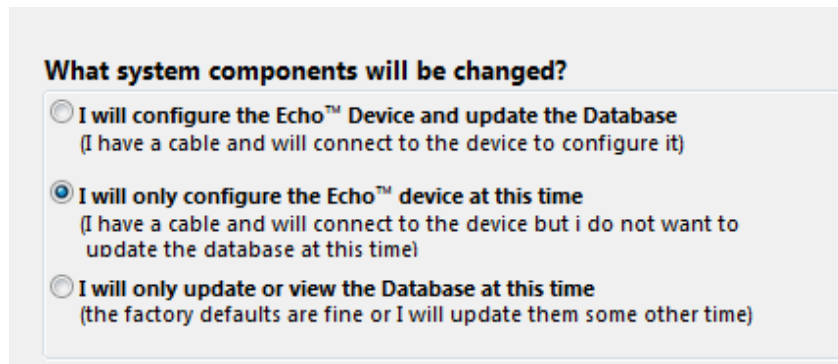 What system components will be changed?
I will configure the Echo™ Device and update the Database
(I have a cable and will connect to the device to configure it)
I will only configure the Echo™ device at this time
(I have a cable and will connect to the device but i do not want to
update the database at this time)
I will only update or view the Database at this time
(the factory defaults are fine or I will update them some other time)